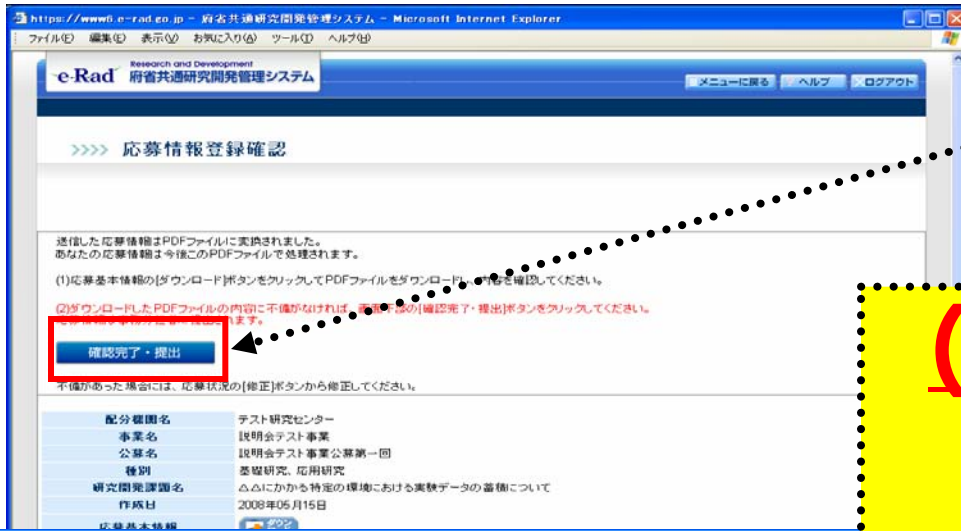 https://www6.e-rad.go.jp - 府省共通研究開発管理システム - Microsoft Internet Explorer
ファイル(F) 編集(E) 表示(V) お気に入り(A) ツール(T) ヘルプ(H)
Research and Development
e-Rad 府省共通研究開発管理システム
メニューに戻る ヘルプ ログアウト
>>>> 応募情報登録確認
送信した応募情報はPDFファイルに変換されました。
あなたの応募情報は今後このPDFファイルで処理されます。
(1)応募基本情報の[ダウンロード]ボタンをクリックしてPDFファイルをダウンロードし、内容を確認してください。
(2)ダウンロードしたPDFファイルの内容に不備がなければ、画面下部の[確認完了・提出]ボタンをクリックしてください。
確認完了・提出
不備があった場合には、応募状況の[修正]ボタンから修正してください。
配分機関名 テスト研究センター
事業名 説明会テスト事業
公募名 説明会テスト事業公募第一回
種別 基礎研究、応用研究
研究開発課題名 △△にかかる特定の環境における実験データの蓄積について
作成日 2008年05月15日
応募基本情報
(